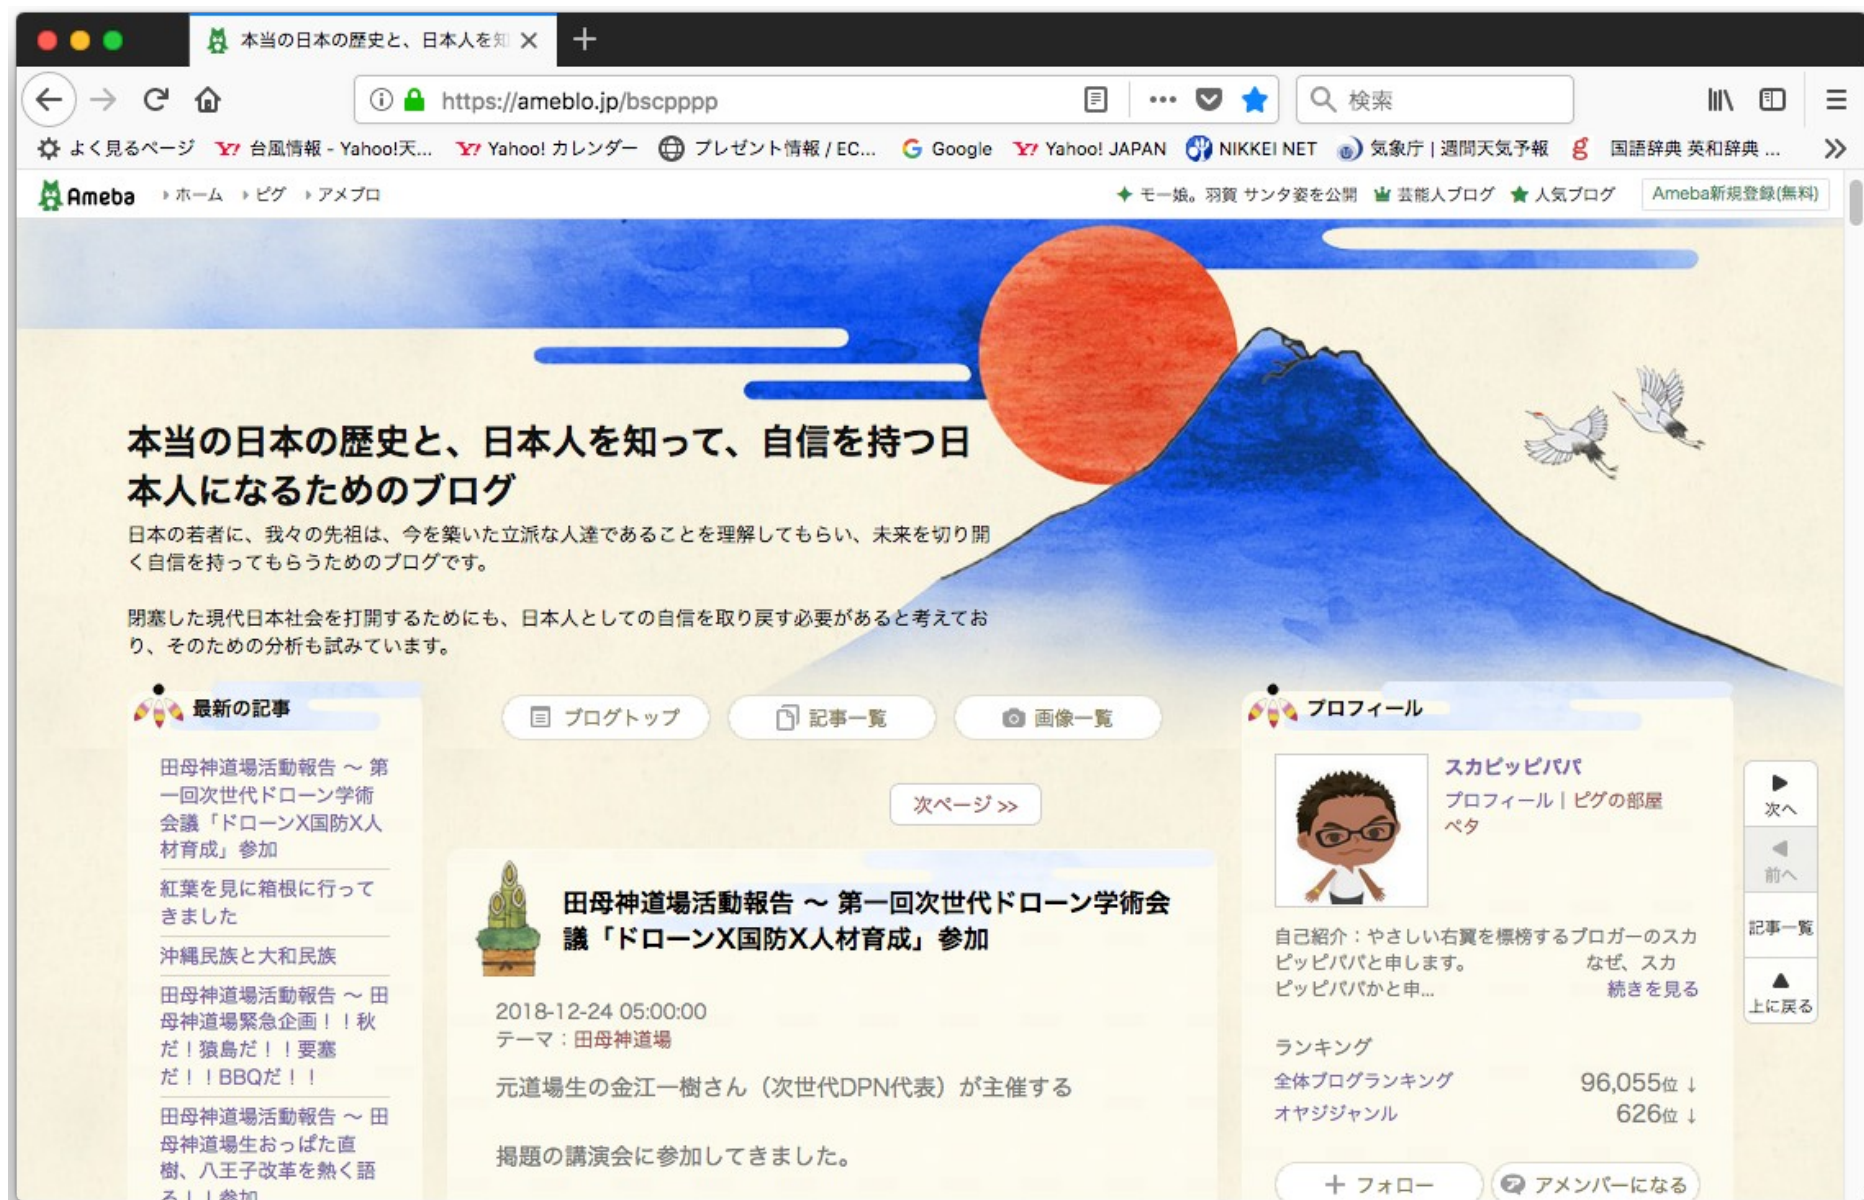 本当の日本の歴史と、日本人を知
https://ameblo.jp/bscpppp
検索
よく見るページ
台風情報 - Yahoo!天...
Yahoo! カレンダー
プレゼント情報 / EC...
Google
Yahoo! JAPAN
NIKKEI NET
気象庁 | 週間天気予報
国語辞典 英和辞典 ...
Ameba
ホーム
ピグ
アメブロ
モー娘。羽賀 サンタ姿を公開
芸能人ブログ
人気ブログ
Ameba新規登録(無料)
本当の日本の歴史と、日本人を知って、自信を持つ日
本人になるためのブログ
日本の若者に、我々の先祖は、今を築いた立派な人達であることを理解してもらい、未来を切り開
く自信を持ってもらうためのブログです。
閉塞した現代日本社会を打開するためにも、日本人としての自信を取り戻す必要があると考えてお
り、そのための分析も試みています。
最新の記事
田母神道場活動報告 〜 第
一回次世代ドローン学術
会議「ドローンX国防X人
材育成」参加
紅葉を見に箱根に行って
きました
沖縄民族と大和民族
田母神道場活動報告 〜 田
母神道場緊急企画！！秋
だ！猿島だ！！要塞
だ！！BBQだ！！
田母神道場活動報告 〜 田
母神道場生おっぱた直
樹、八王子改革を熱く語
る！！参加
ブログトップ
記事一覧
画像一覧
次ページ >>
田母神道場活動報告 〜 第一回次世代ドローン学術会
議「ドローンX国防X人材育成」参加
2018-12-24 05:00:00
テーマ：田母神道場
元道場生の金江一樹さん（次世代DPN代表）が主催する
掲題の講演会に参加してきました。
プロフィール
スカピッピパパ
プロフィール | ピグの部屋
ペタ
自己紹介：やさしい右翼を標榜するブロガーのスカ
ピッピパパと申します。 なぜ、スカ
ピッピパパかと申...
続きを見る
ランキング
全体ブログランキング 96,055位 ↓
オヤジジャンル 626位 ↓
フォロー
アメンバーになる
次へ
前へ
記事一覧
上に戻る